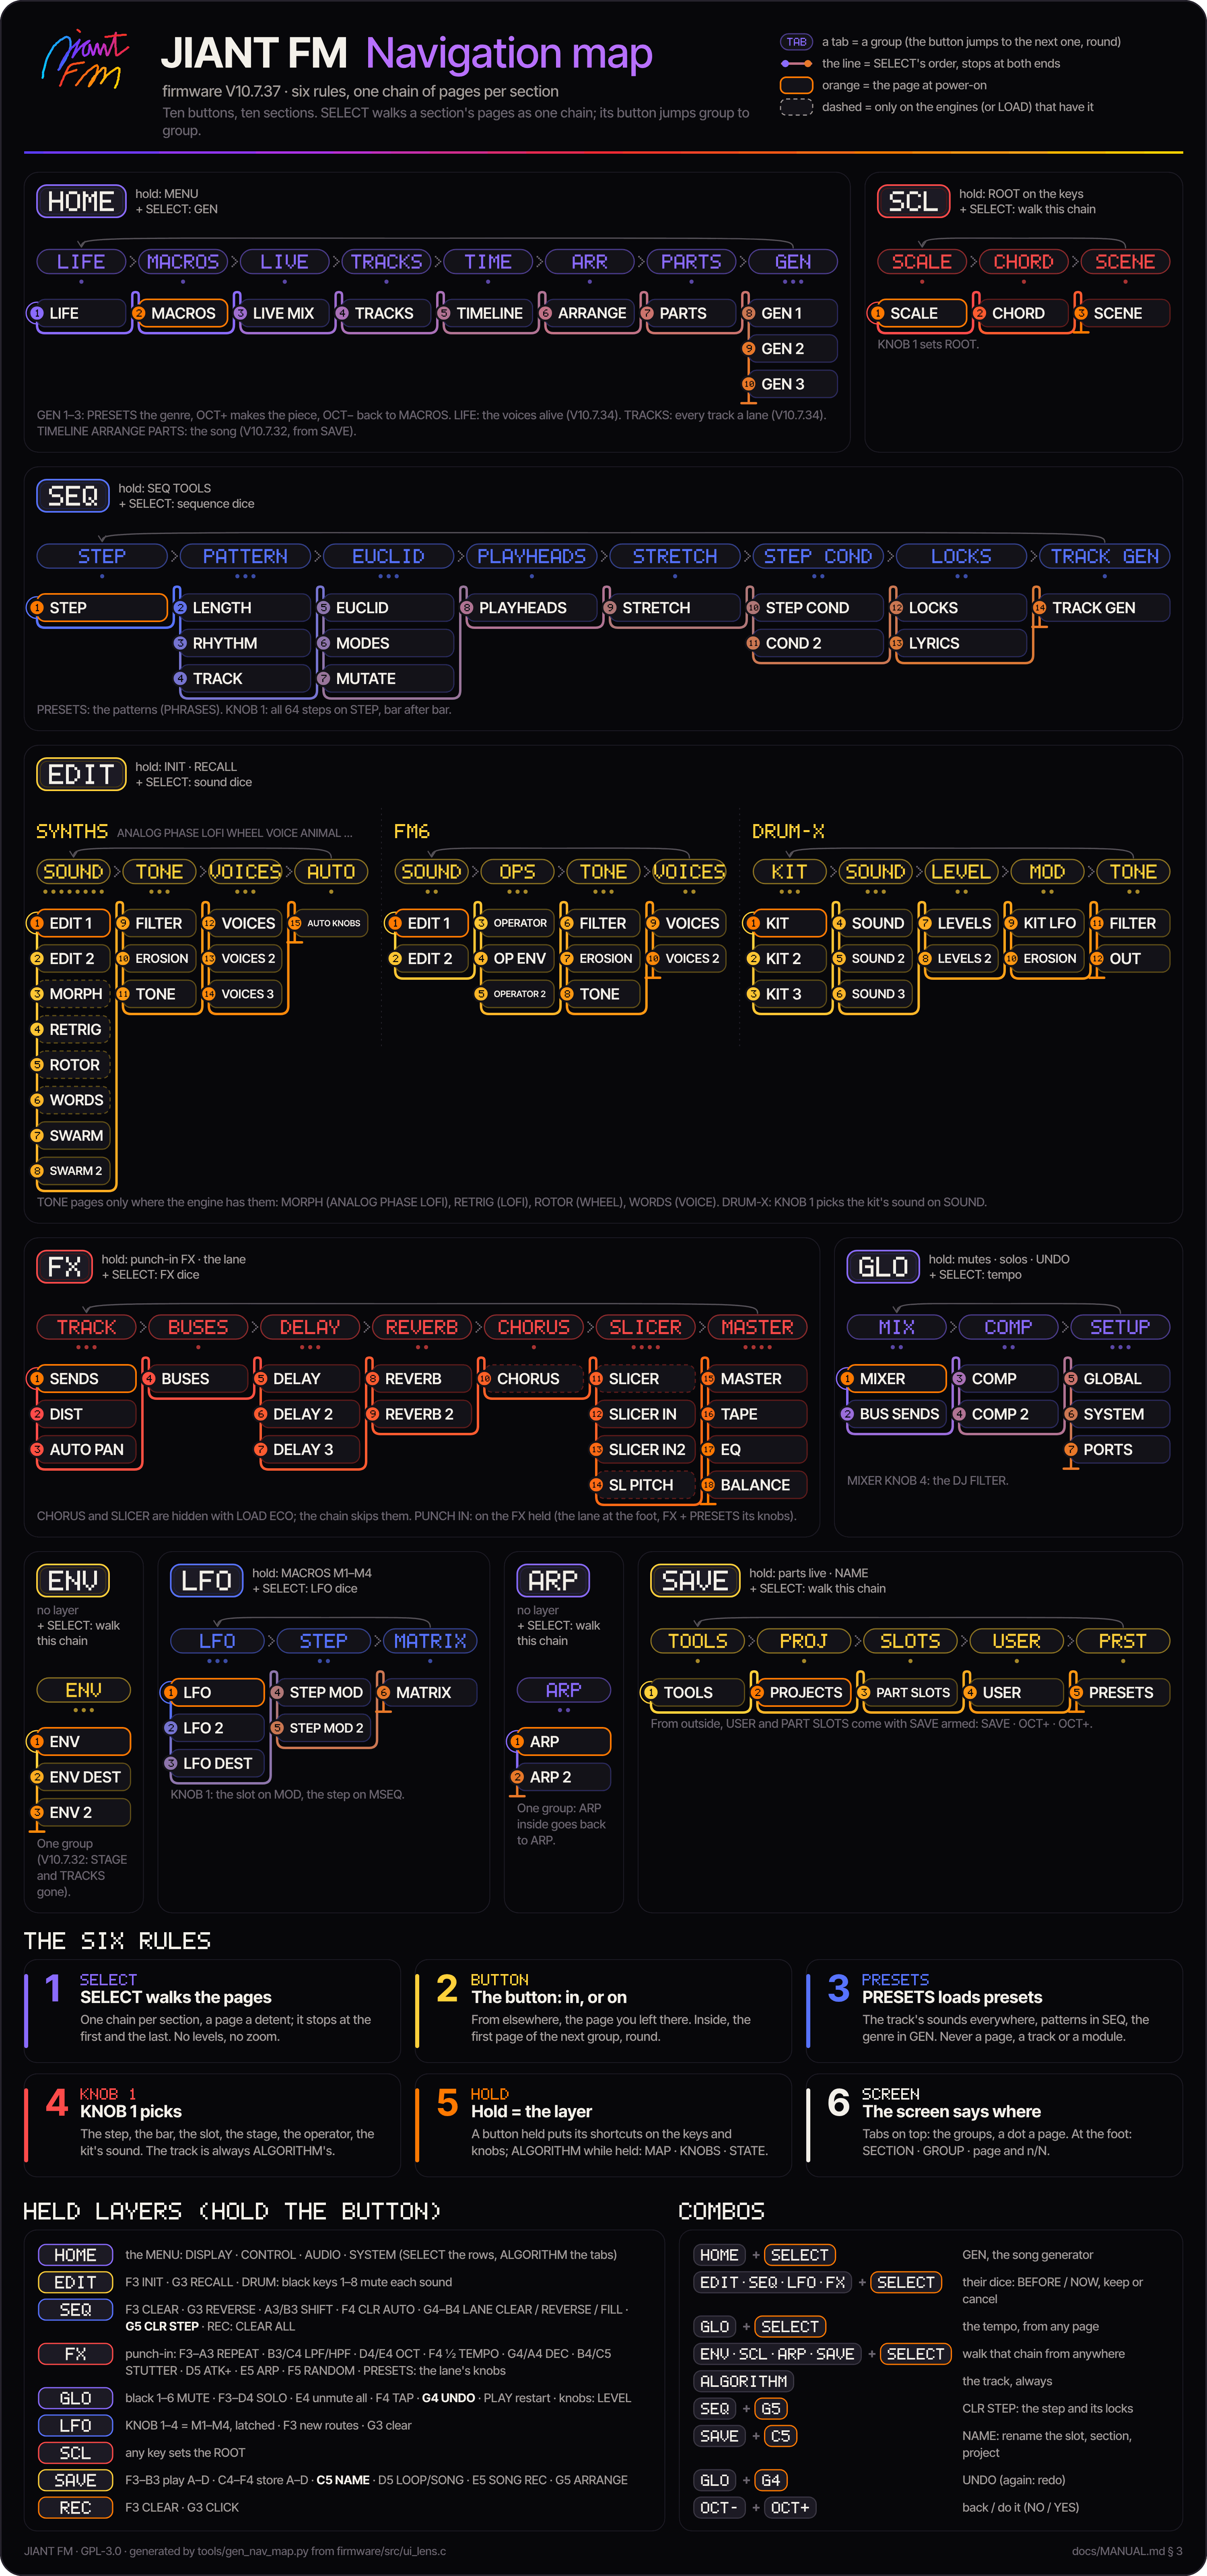 Jiant
FM
JIANT FM Navigation map
firmware V10.7.37 · six rules, one chain of pages per section
Ten buttons, ten sections. SELECT walks a section's pages as one chain; its button jumps group to
group.
TAB a tab = a group (the button jumps to the next one, round)
the line = SELECT's order, stops at both ends
orange = the page at power-on
dashed = only on the engines (or LOAD) that have it
HOME
hold: MENU
+ SELECT: GEN
LIFE > MACROS > LIVE > TRACKS > TIME > ARR > PARTS > GEN
1 LIFE 2 MACROS 3 LIVE MIX 4 TRACKS 5 TIMELINE 6 ARRANGE 7 PARTS 8 GEN 1
9 GEN 2
10 GEN 3
GEN 1–3: PRESETS the genre, OCT+ makes the piece, OCT– back to MACROS. LIFE: the voices alive (V10.7.34). TRACKS: every track a lane (V10.7.34).
TIMELINE ARRANGE PARTS: the song (V10.7.32, from SAVE).
SCL
hold: ROOT on the keys
+ SELECT: walk this chain
SCALE > CHORD > SCENE
1 SCALE 2 CHORD 3 SCENE
KNOB 1 sets ROOT.
SEQ
hold: SEQ TOOLS
+ SELECT: sequence dice
STEP > PATTERN > EUCLID > PLAYHEADS > STRETCH > STEP COND > LOCKS > TRACK GEN
1 STEP 2 LENGTH 5 EUCLID 8 PLAYHEADS 9 STRETCH 10 STEP COND 12 LOCKS 14 TRACK GEN
3 RHYTHM 6 MODES 11 COND 2 13 LYRICS
4 TRACK 7 MUTATE
PRESETS: the patterns (PHRASES). KNOB 1: all 64 steps on STEP, bar after bar.
EDIT
hold: INIT · RECALL
+ SELECT: sound dice
SYNTHS ANALOG PHASE LOFI WHEEL VOICE ANIMAL ...
SOUND > TONE > VOICES > AUTO
1 EDIT 1 9 FILTER 12 VOICES 15 AUTO KNOBS
2 EDIT 2 10 EROSION 13 VOICES 2
3 MORPH 11 TONE 14 VOICES 3
4 RETRIG
5 ROTOR
6 WORDS
7 SWARM
8 SWARM 2
FM6
SOUND > OPS > TONE > VOICES
1 EDIT 1 3 OPERATOR 6 FILTER 9 VOICES
2 EDIT 2 4 OP ENV 7 EROSION 10 VOICES 2
5 OPERATOR 2 8 TONE
DRUM-X
KIT > SOUND > LEVEL > MOD > TONE
1 KIT 4 SOUND 7 LEVELS 9 KIT LFO 11 FILTER
2 KIT 2 5 SOUND 2 8 LEVELS 2 10 EROSION 12 OUT
3 KIT 3 6 SOUND 3
TONE pages only where the engine has them: MORPH (ANALOG PHASE LOFI), RETRIG (LOFI), ROTOR (WHEEL), WORDS (VOICE). DRUM-X: KNOB 1 picks the kit's sound on SOUND.
FX
hold: punch-in FX · the lane
+ SELECT: FX dice
TRACK > BUSES > DELAY > REVERB > CHORUS > SLICER > MASTER
1 SENDS 4 BUSES 5 DELAY 8 REVERB 10 CHORUS 11 SLICER 15 MASTER
2 DIST 6 DELAY 2 9 REVERB 2 12 SLICER IN 16 TAPE
3 AUTO PAN 7 DELAY 3 13 SLICER IN2 17 EQ
14 SL PITCH 18 BALANCE
CHORUS and SLICER are hidden with LOAD ECO; the chain skips them. PUNCH IN: on the FX held (the lane at the foot, FX + PRESETS its knobs).
GLO
hold: mutes · solos · UNDO
+ SELECT: tempo
MIX > COMP > SETUP
1 MIXER 3 COMP 5 GLOBAL
2 BUS SENDS 4 COMP 2 6 SYSTEM
7 PORTS
MIXER KNOB 4: the DJ FILTER.
ENV
no layer
+ SELECT: walk
this chain
ENV
1 ENV
2 ENV DEST
3 ENV 2
One group
(V10.7.32: STAGE
and TRACKS
gone).
LFO
hold: MACROS M1–M4
+ SELECT: LFO dice
LFO > STEP > MATRIX
1 LFO 4 STEP MOD 6 MATRIX
2 LFO 2 5 STEP MOD 2
3 LFO DEST
KNOB 1: the slot on MOD, the step on MSEQ.
ARP
no layer
+ SELECT: walk
this chain
ARP
1 ARP
2 ARP 2
One group: ARP
inside goes back
to ARP.
SAVE
hold: parts live · NAME
+ SELECT: walk this chain
TOOLS > PROJ > SLOTS > USER > PRST
1 TOOLS 2 PROJECTS 3 PART SLOTS 4 USER 5 PRESETS
From outside, USER and PART SLOTS come with SAVE armed: SAVE · OCT+ · OCT+.
THE SIX RULES
1 SELECT
SELECT walks the pages
One chain per section, a page a detent; it stops at the
first and the last. No levels, no zoom.
2 BUTTON
The button: in, or on
From elsewhere, the page you left there. Inside, the
first page of the next group, round.
3 PRESETS
PRESETS loads presets
The track's sounds everywhere, patterns in SEQ, the
genre in GEN. Never a page, a track or a module.
4 KNOB 1
KNOB 1 picks
The step, the bar, the slot, the stage, the operator, the
kit's sound. The track is always ALGORITHM's.
5 HOLD
Hold = the layer
A button held puts its shortcuts on the keys and
knobs; ALGORITHM while held: MAP · KNOBS · STATE.
6 SCREEN
The screen says where
Tabs on top: the groups, a dot a page. At the foot:
SECTION · GROUP · page and n/N.
HELD LAYERS (HOLD THE BUTTON)
HOME the MENU: DISPLAY · CONTROL · AUDIO · SYSTEM (SELECT the rows, ALGORITHM the tabs)
EDIT F3 INIT · G3 RECALL · DRUM: black keys 1–8 mute each sound
SEQ F3 CLEAR · G3 REVERSE · A3/B3 SHIFT · F4 CLR AUTO · G4–B4 LANE CLEAR / REVERSE / FILL ·
G5 CLR STEP · REC: CLEAR ALL
FX punch-in: F3–A3 REPEAT · B3/C4 LPF/HPF · D4/E4 OCT · F4 ½ TEMPO · G4/A4 DEC · B4/C5
STUTTER · D5 ATK+ · E5 ARP · F5 RANDOM · PRESETS: the lane's knobs
GLO black 1–6 MUTE · F3–D4 SOLO · E4 unmute all · F4 TAP · G4 UNDO · PLAY restart · knobs: LEVEL
LFO KNOB 1–4 = M1–M4, latched · F3 new routes · G3 clear
SCL any key sets the ROOT
SAVE F3–B3 play A–D · C4–F4 store A–D · C5 NAME · D5 LOOP/SONG · E5 SONG REC · G5 ARRANGE
REC F3 CLEAR · G3 CLICK
COMBOS
HOME + SELECT GEN, the song generator
EDIT·SEQ·LFO·FX + SELECT their dice: BEFORE / NOW, keep or
cancel
GLO + SELECT the tempo, from any page
ENV·SCL·ARP·SAVE + SELECT walk that chain from anywhere
ALGORITHM the track, always
SEQ + G5 CLR STEP: the step and its locks
SAVE + C5 NAME: rename the slot, section,
project
GLO + G4 UNDO (again: redo)
OCT- + OCT+ back / do it (NO / YES)
JIANT FM · GPL-3.0 · generated by tools/gen_nav_map.py from firmware/src/ui_lens.c
docs/MANUAL.md § 3